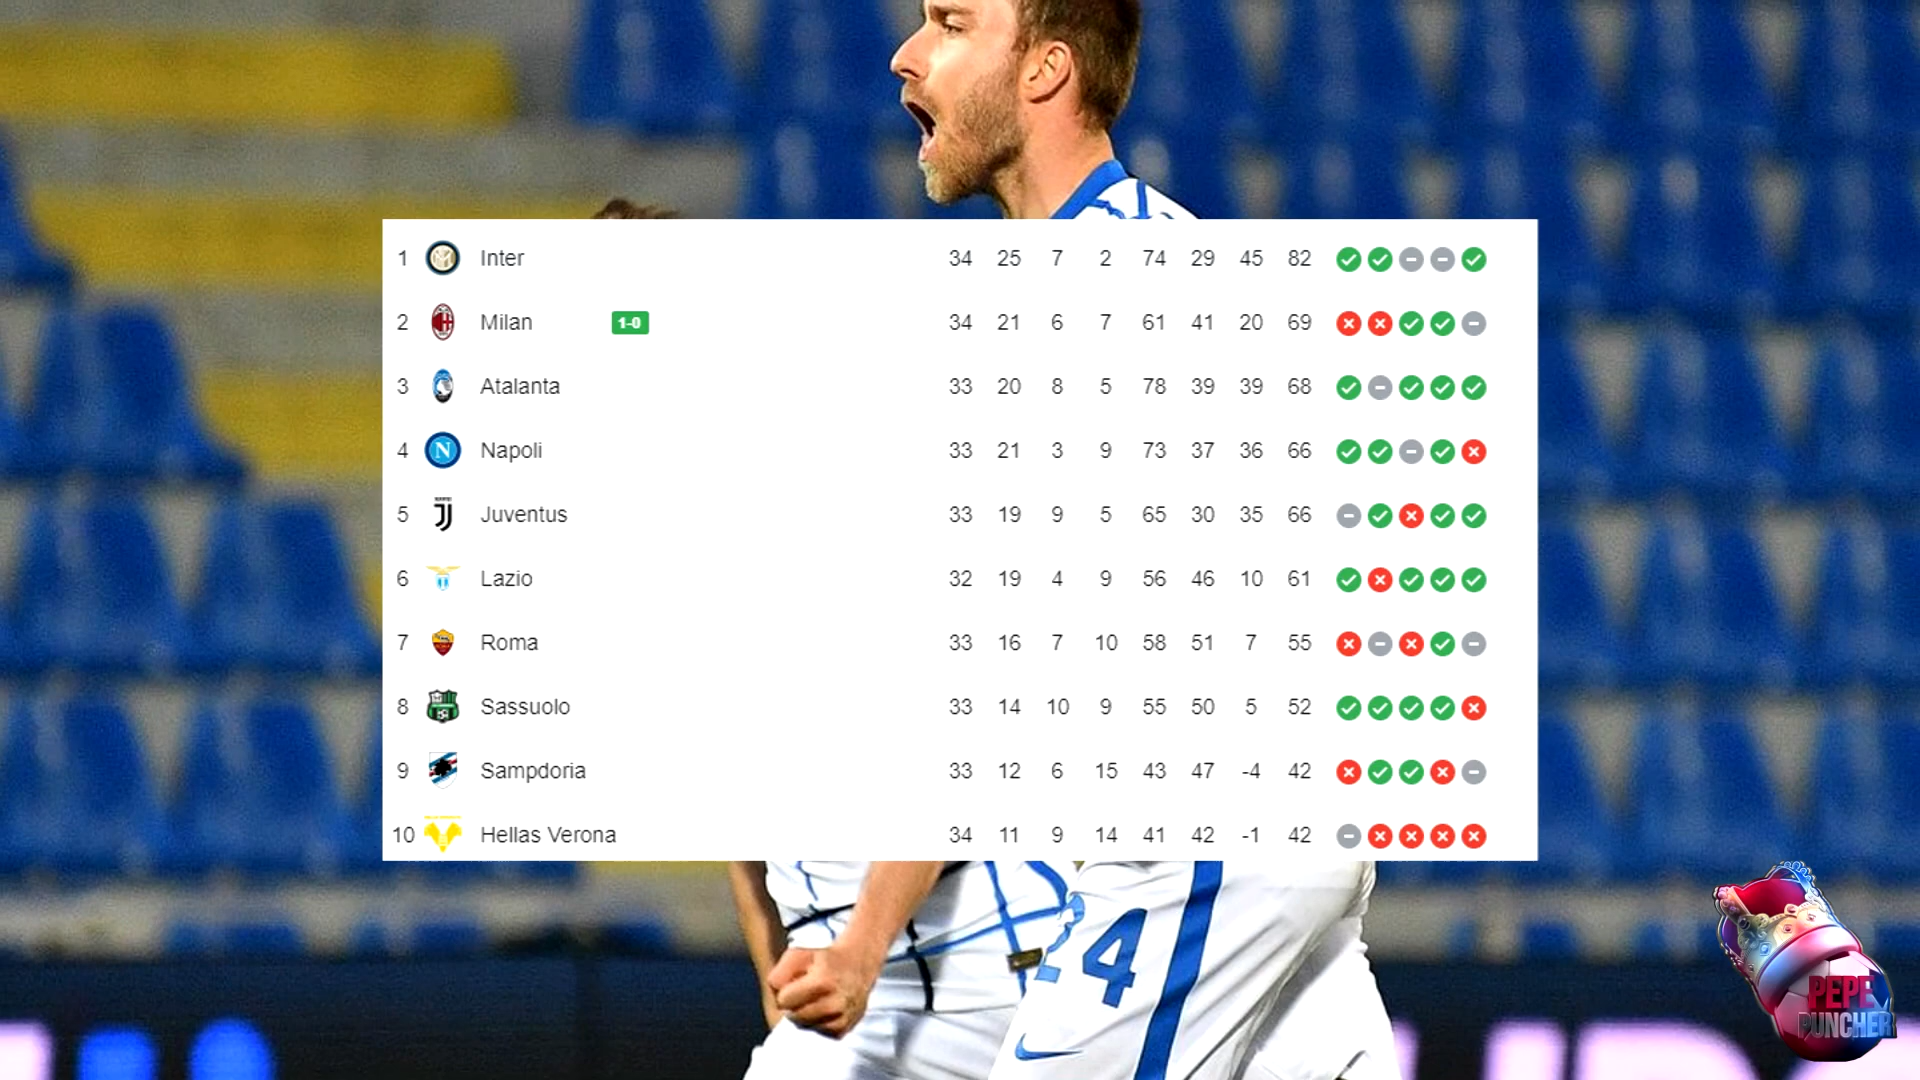 1 Inter 34 25 7 2 74 29 45 82
2 Milan 1-0 34 21 6 7 61 41 20 69
3 Atalanta 33 20 8 5 78 39 39 68
4 N Napoli 33 21 3 9 73 37 36 66
5 Juventus 33 19 9 5 65 30 35 66
6 Lazio 32 19 4 9 56 46 10 61
7 Roma 33 16 7 10 58 51 7 55
8 Sassuolo 33 14 10 9 55 50 5 52
9 Sampdoria 33 12 6 15 43 47 -4 42
10 Hellas Verona 34 11 9 14 41 42 -1 42
24
PEPE
PUNCHER